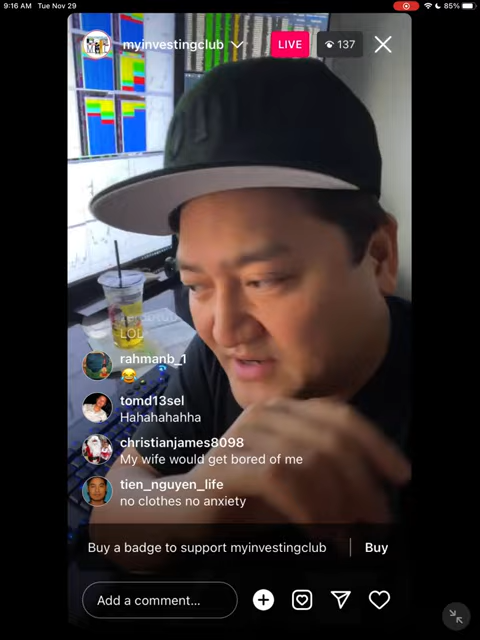 9:16 AM Tue Nov 29
85%
myinvestingclub
LIVE
137
LOL
rahmanb_1
tomd13sel
Hahahahahha
christianjames8098
My wife would get bored of me
tien_nguyen_life
no clothes no anxiety
Buy a badge to support myinvestingclub
Buy
Add a comment...